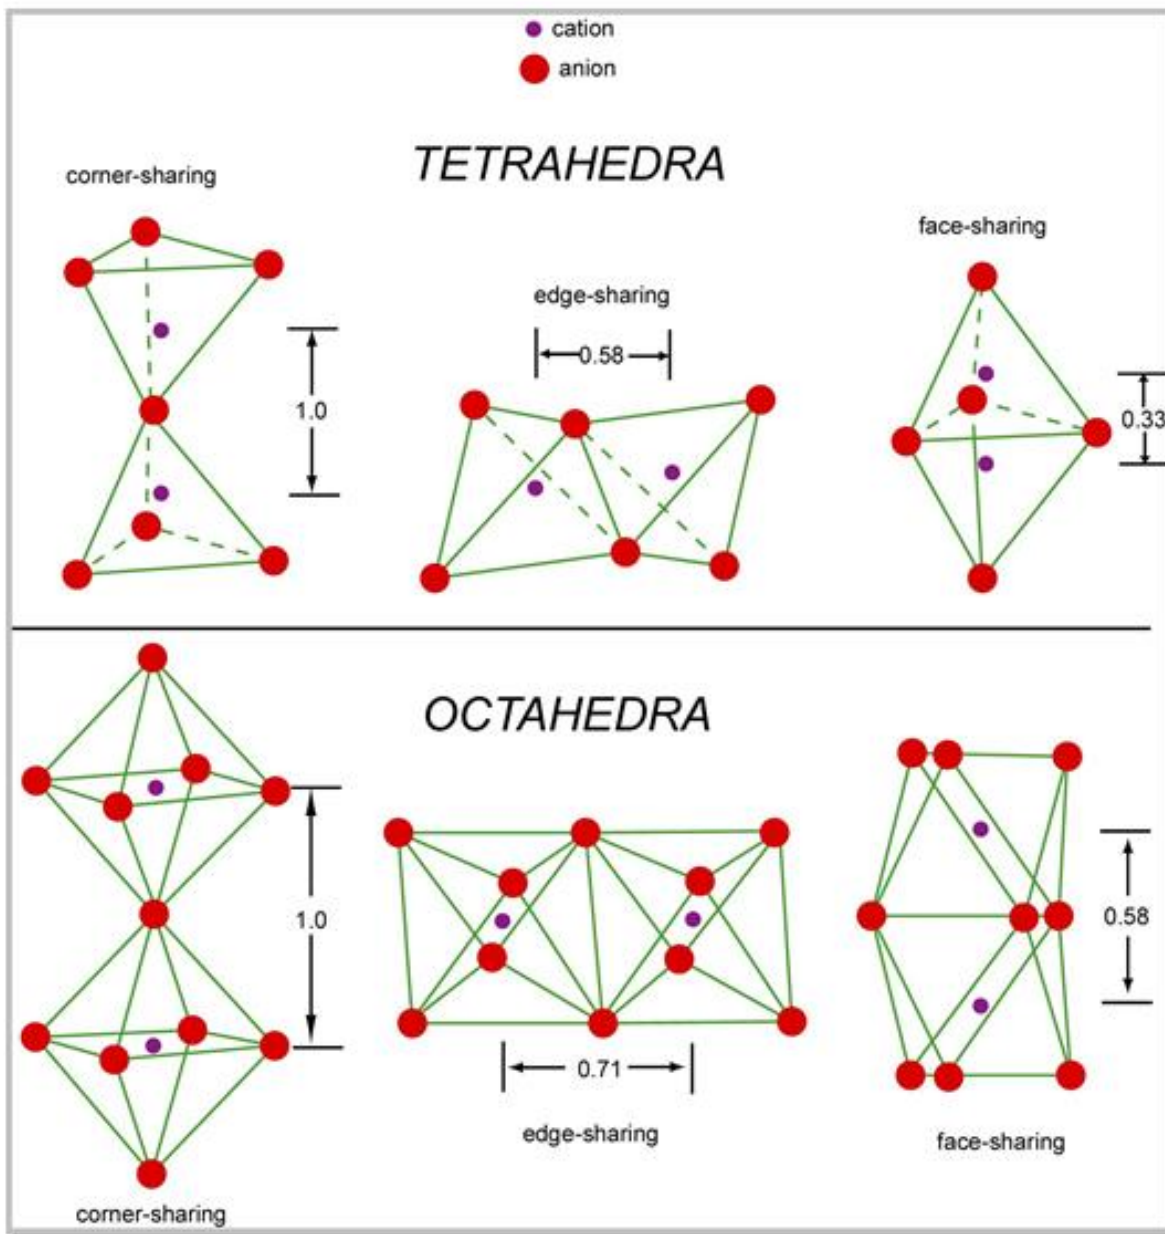 cation
anion
TETRAHEDRA
corner-sharing
face-sharing
edge-sharing
0.58
1.0
0.33
OCTAHEDRA
1.0
0.58
0.71
edge-sharing
face-sharing
corner-sharing